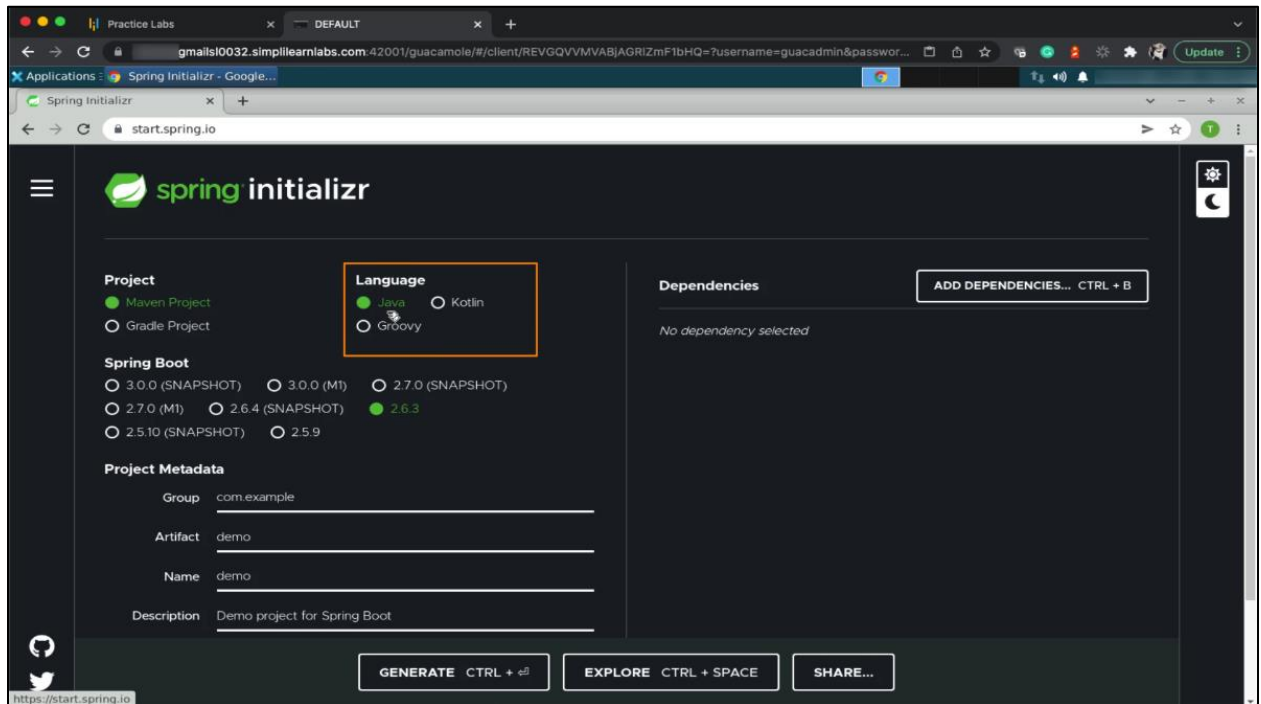 Practice Labs
DEFAULT
gmailsl0032.simplilearnlabs.com:42001/guacamole/#/client/REVGQVVMVABjAGRIZmF1bHQ=?username=guacadmin&passwor...
Update
Applications
Spring Initializr - Google...
Spring Initializr
start.spring.io
T
spring initializr
Project
Maven Project
Gradle Project
Language
Java
Kotlin
Groovy
Dependencies
ADD DEPENDENCIES... CTRL + B
No dependency selected
Spring Boot
3.0.0 (SNAPSHOT) 3.0.0 (M1) 2.7.0 (SNAPSHOT)
2.7.0 (M1) 2.6.4 (SNAPSHOT) 2.6.3
2.5.10 (SNAPSHOT) 2.5.9
Project Metadata
Group com.example
Artifact demo
Name demo
Description Demo project for Spring Boot
GENERATE CTRL + ⏎
EXPLORE CTRL + SPACE
SHARE...
https://start.spring.io